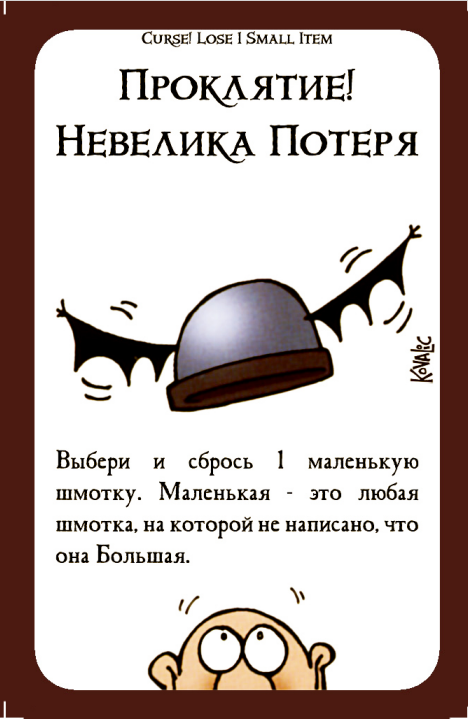 Curse! Lose 1 Small Item
Проклятие!
Невелика Потеря
Kovalic
Выбери и сбрось 1 маленькую
шмотку. Маленькая - это любая
шмотка, на которой не написано, что
она Большая.